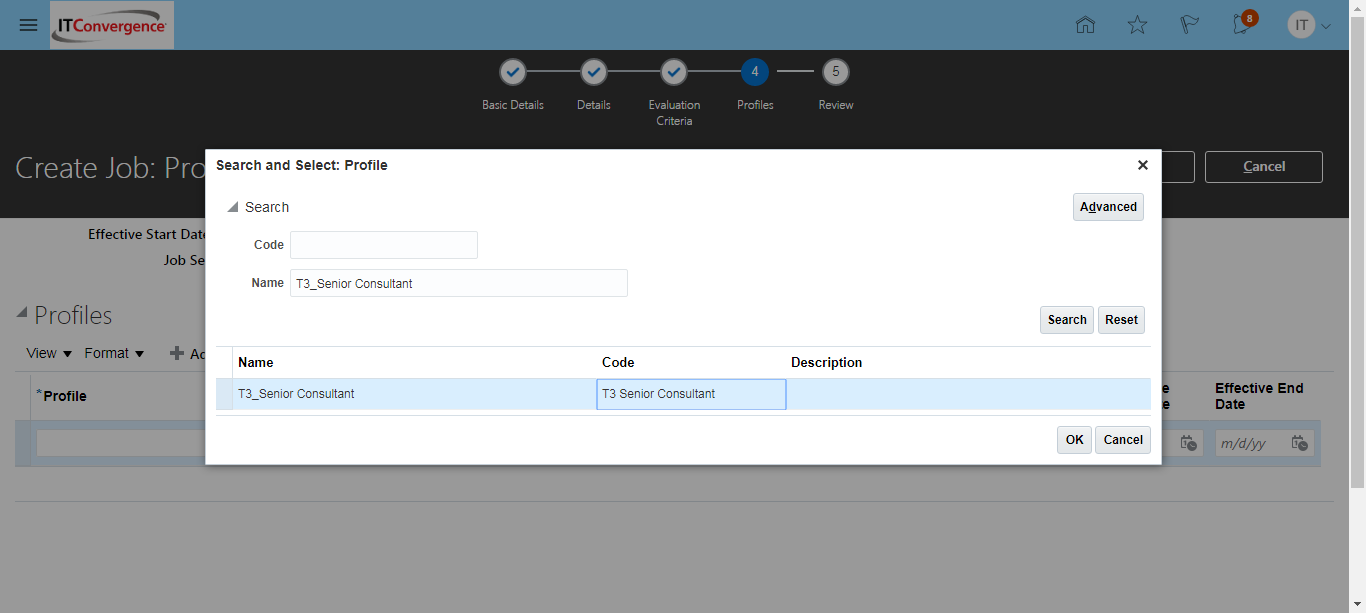 ITConvergence
8
IT
4
5
Basic Details
Details
Evaluation
Criteria
Profiles
Review
Create Job: Pro
Cancel
Search and Select: Profile
Search
Advanced
Effective Start Date
Code
Job Se
Name T3_Senior Consultant
Profiles
Search Reset
View Format Ad
Name Code Description
*Profile
Effective End
Date
T3_Senior Consultant T3 Senior Consultant
OK Cancel
m/d/yy